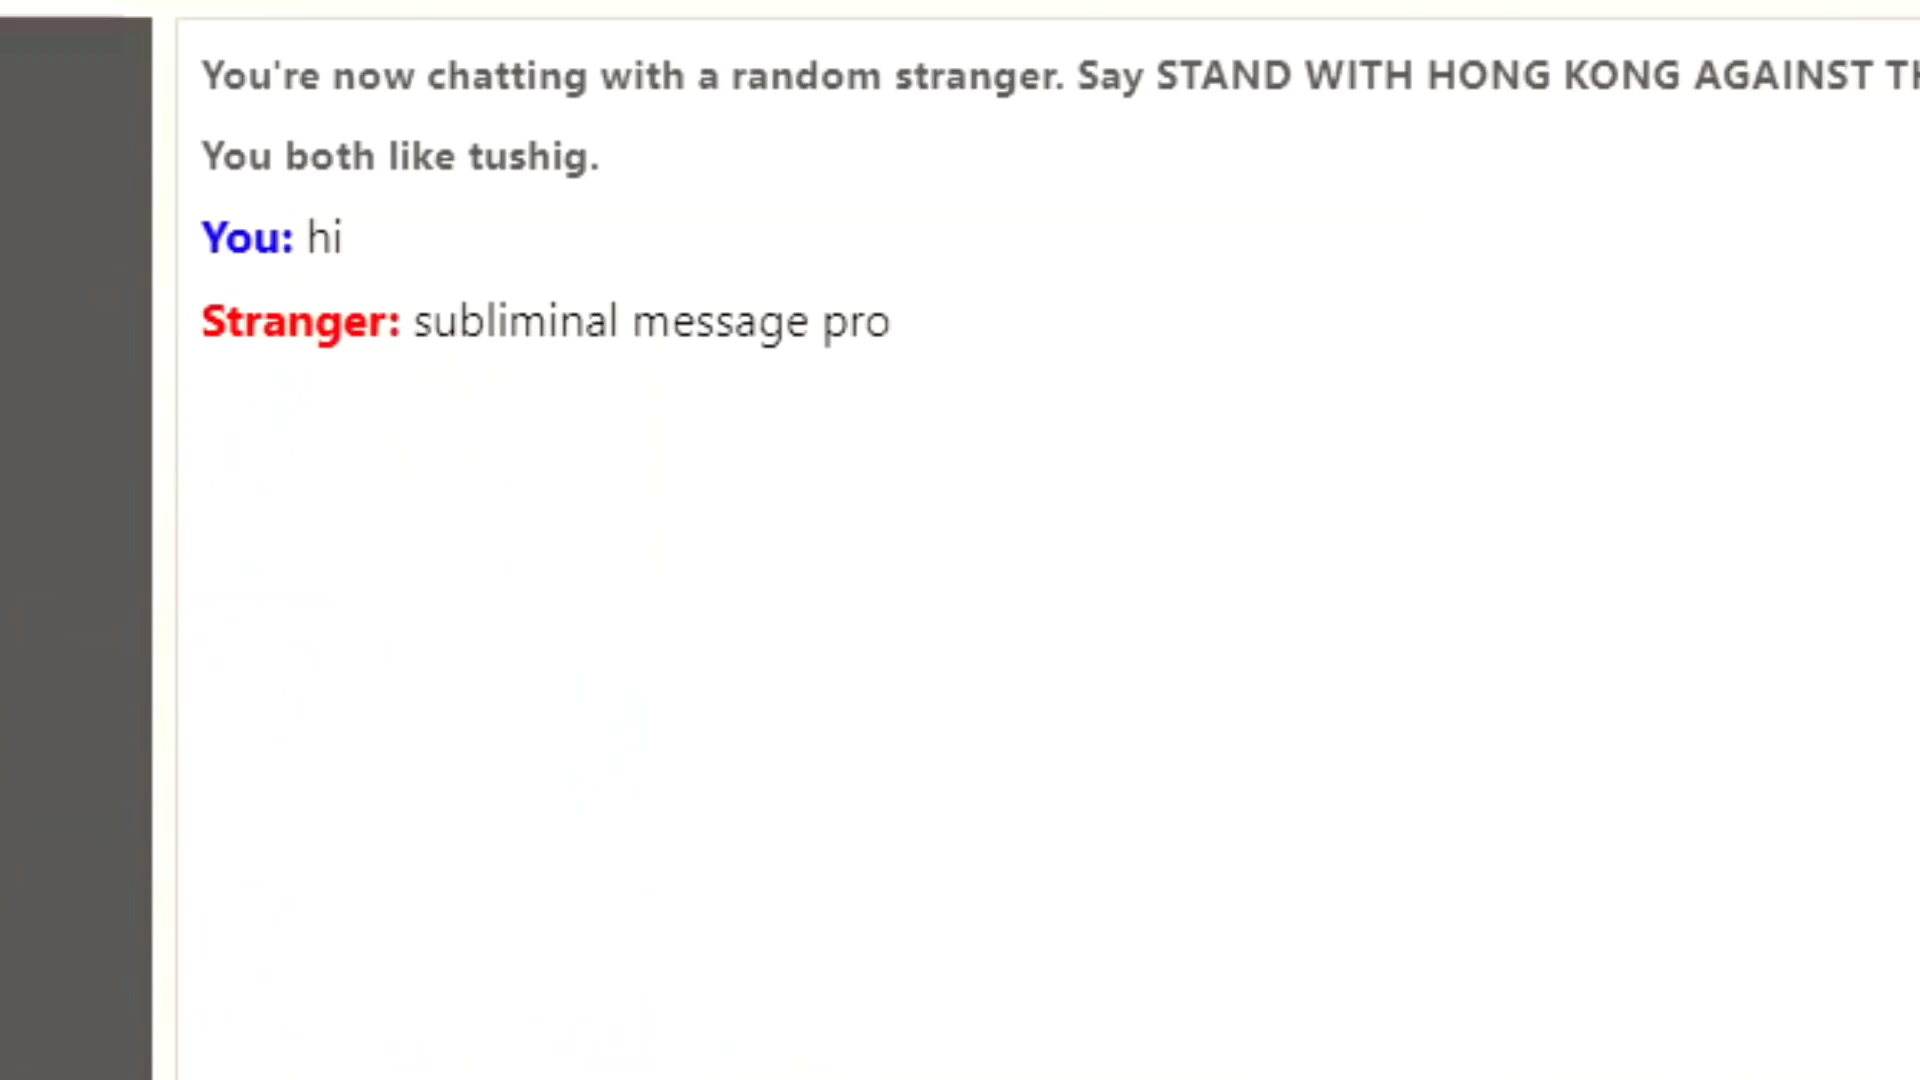 You're now chatting with a random stranger. Say STAND WITH HONG KONG AGAINST
You both like tushig.
You: hi
Stranger: subliminal message pro